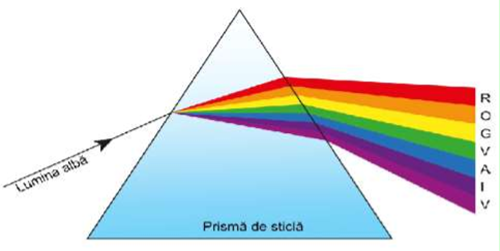 Lumina albă
Prismă de sticlă
R
O
G
V
A
I
V